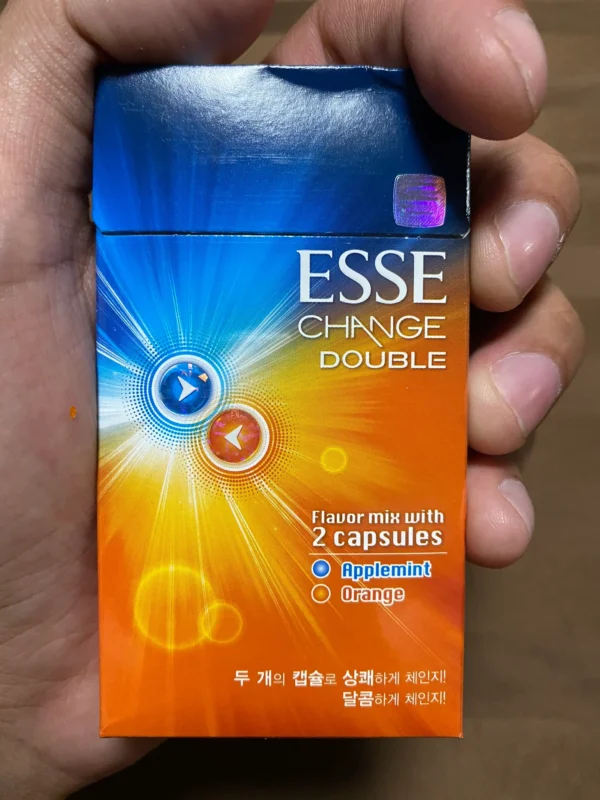 ESSE
CHANGE
DOUBLE
Flavor mix with
2 capsules
Applemint
Orange
두 개의 캡슐로 상쾌하게 체인지!
달콤하게 체인지!